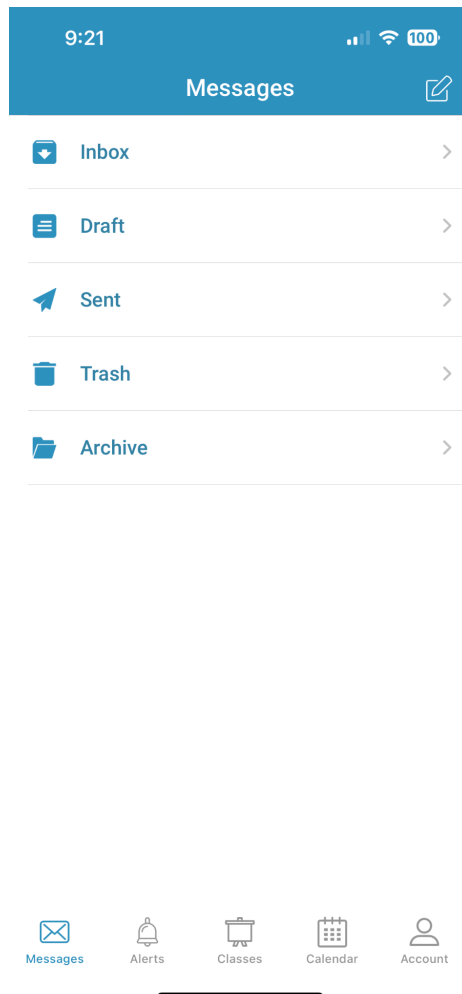 9:21 100
Messages
Inbox
Draft
Sent
Trash
Archive
Messages Alerts Classes Calendar Account